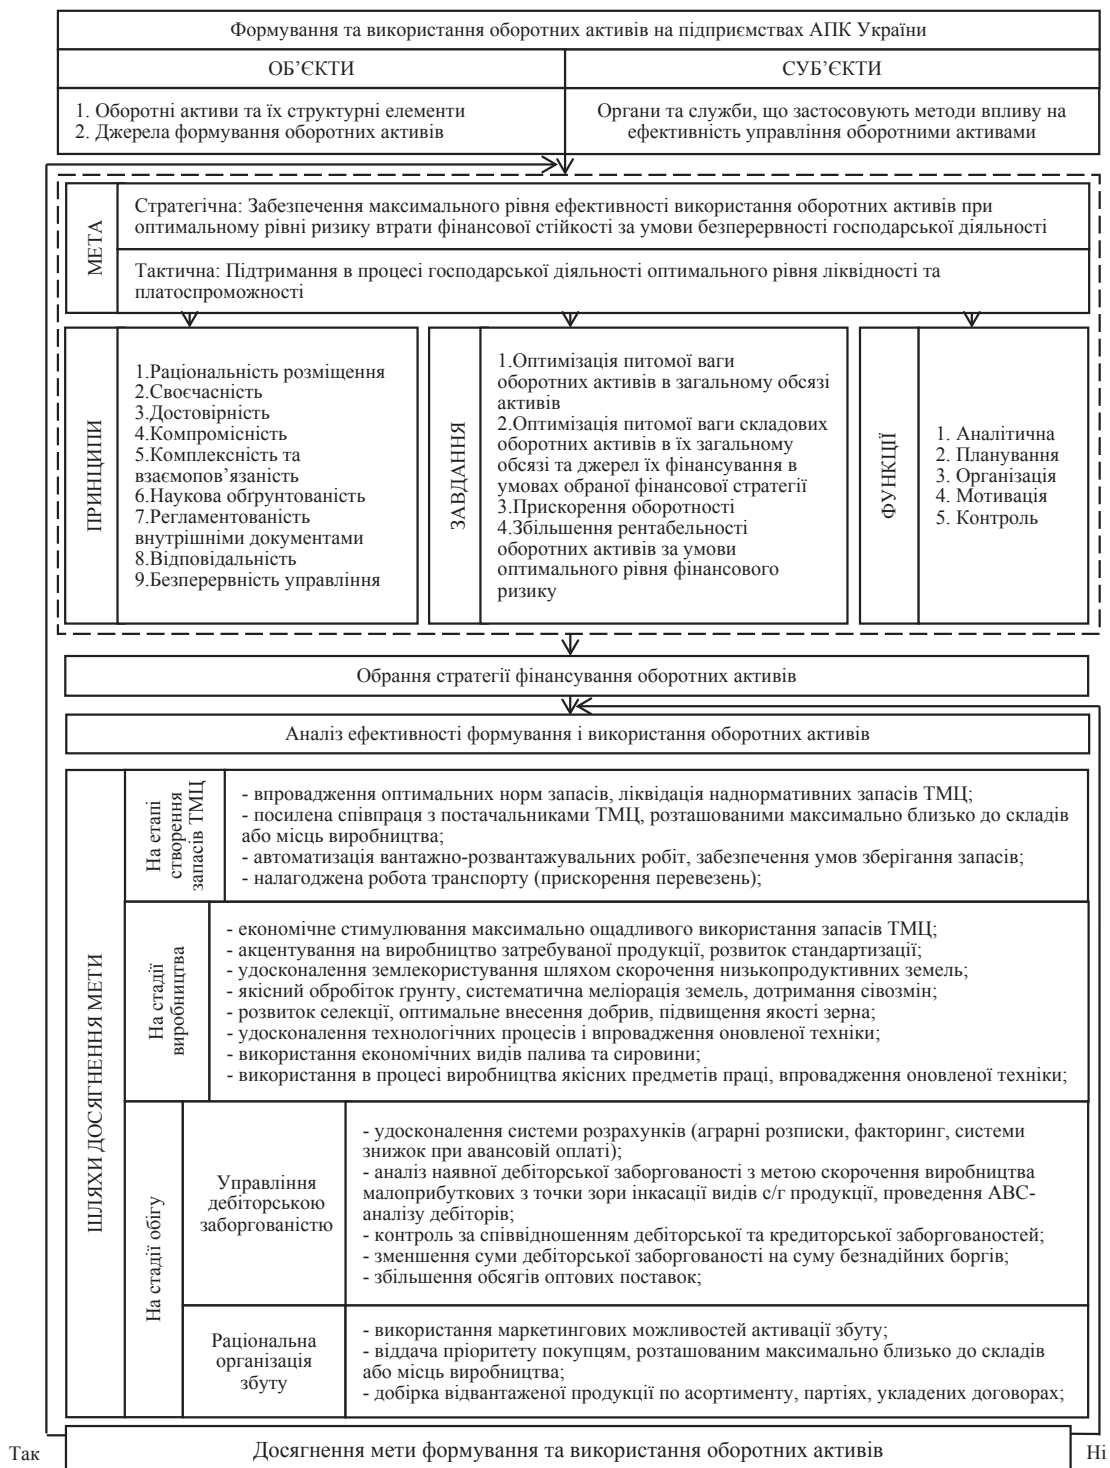 Формування та використання оборотних активів на підприємствах АПК України
ОБ’ЄКТИ
СУБ’ЄКТИ
1. Оборотні активи та їх структурні елементи
2. Джерела формування оборотних активів
Органи та служби, що застосовують методи впливу на
ефективність управління оборотними активами
МЕТА
Стратегічна: Забезпечення максимального рівня ефективності використання оборотних активів при
оптимальному рівні ризику втрати фінансової стійкості за умови безперервності господарської діяльності
Тактична: Підтримання в процесі господарської діяльності оптимального рівня ліквідності та
платоспроможності
ПРИНЦИПИ
1.Раціональність розміщення
2.Своєчасність
3.Достовірність
4.Компромісність
5.Комплексність та
взаємопов’язаність
6.Наукова обґрунтованість
7.Регламентованість
внутрішніми документами
8.Відповідальність
9.Безперервність управління
ЗАВДАННЯ
1.Оптимізація питомої ваги
оборотних активів в загальному обсязі
активів
2.Оптимізація питомої ваги складових
оборотних активів в їх загальному
обсязі та джерел їх фінансування в
умовах обраної фінансової стратегії
3.Прискорення оборотності
4.Збільшення рентабельності
оборотних активів за умови
оптимального рівня фінансового
ризику
ФУНКЦІЇ
1. Аналітична
2. Планування
3. Організація
4. Мотивація
5. Контроль
Обрання стратегії фінансування оборотних активів
Аналіз ефективності формування і використання оборотних активів
ШЛЯХИ ДОСЯГНЕННЯ МЕТИ
На етапі
створення
запасів ТМЦ
- впровадження оптимальних норм запасів, ліквідація наднормативних запасів ТМЦ;
- посилена співпраця з постачальниками ТМЦ, розташованими максимально близько до складів
або місць виробництва;
- автоматизація вантажно-розвантажувальних робіт, забезпечення умов зберігання запасів;
- налагоджена робота транспорту (прискорення перевезень);
На стадії
виробництва
- економічне стимулювання максимально ощадливого використання запасів ТМЦ;
- акцентування на виробництво затребуваної продукції, розвиток стандартизації;
- удосконалення землекористування шляхом скорочення низькопродуктивних земель;
- якісний обробіток ґрунту, систематична меліорація земель, дотримання сівозмін;
- розвиток селекції, оптимальне внесення добрив, підвищення якості зерна;
- удосконалення технологічних процесів і впровадження оновленої техніки;
- використання економічних видів палива та сировини;
- використання в процесі виробництва якісних предметів праці, впровадження оновленої техніки;
На стадії обігу
Управління
дебіторською
заборгованістю
- удосконалення системи розрахунків (аграрні розписки, факторинг, системи
знижок при авансовій оплаті);
- аналіз наявної дебіторської заборгованості з метою скорочення виробництва
малоприбуткових з точки зори інкасації видів с/г продукції, проведення АВС-
аналізу дебіторів;
- контроль за співвідношенням дебіторської та кредиторської заборгованостей;
- зменшення суми дебіторської заборгованості на суму безнадійних боргів;
- збільшення обсягів оптових поставок;
Раціональна
організація
збуту
- використання маркетингових можливостей активації збуту;
- віддача пріоритету покупцям, розташованим максимально близько до складів
або місць виробництва;
- добірка відвантаженої продукції по асортименту, партіях, укладених договорах;
Так
Досягнення мети формування та використання оборотних активів
Ні